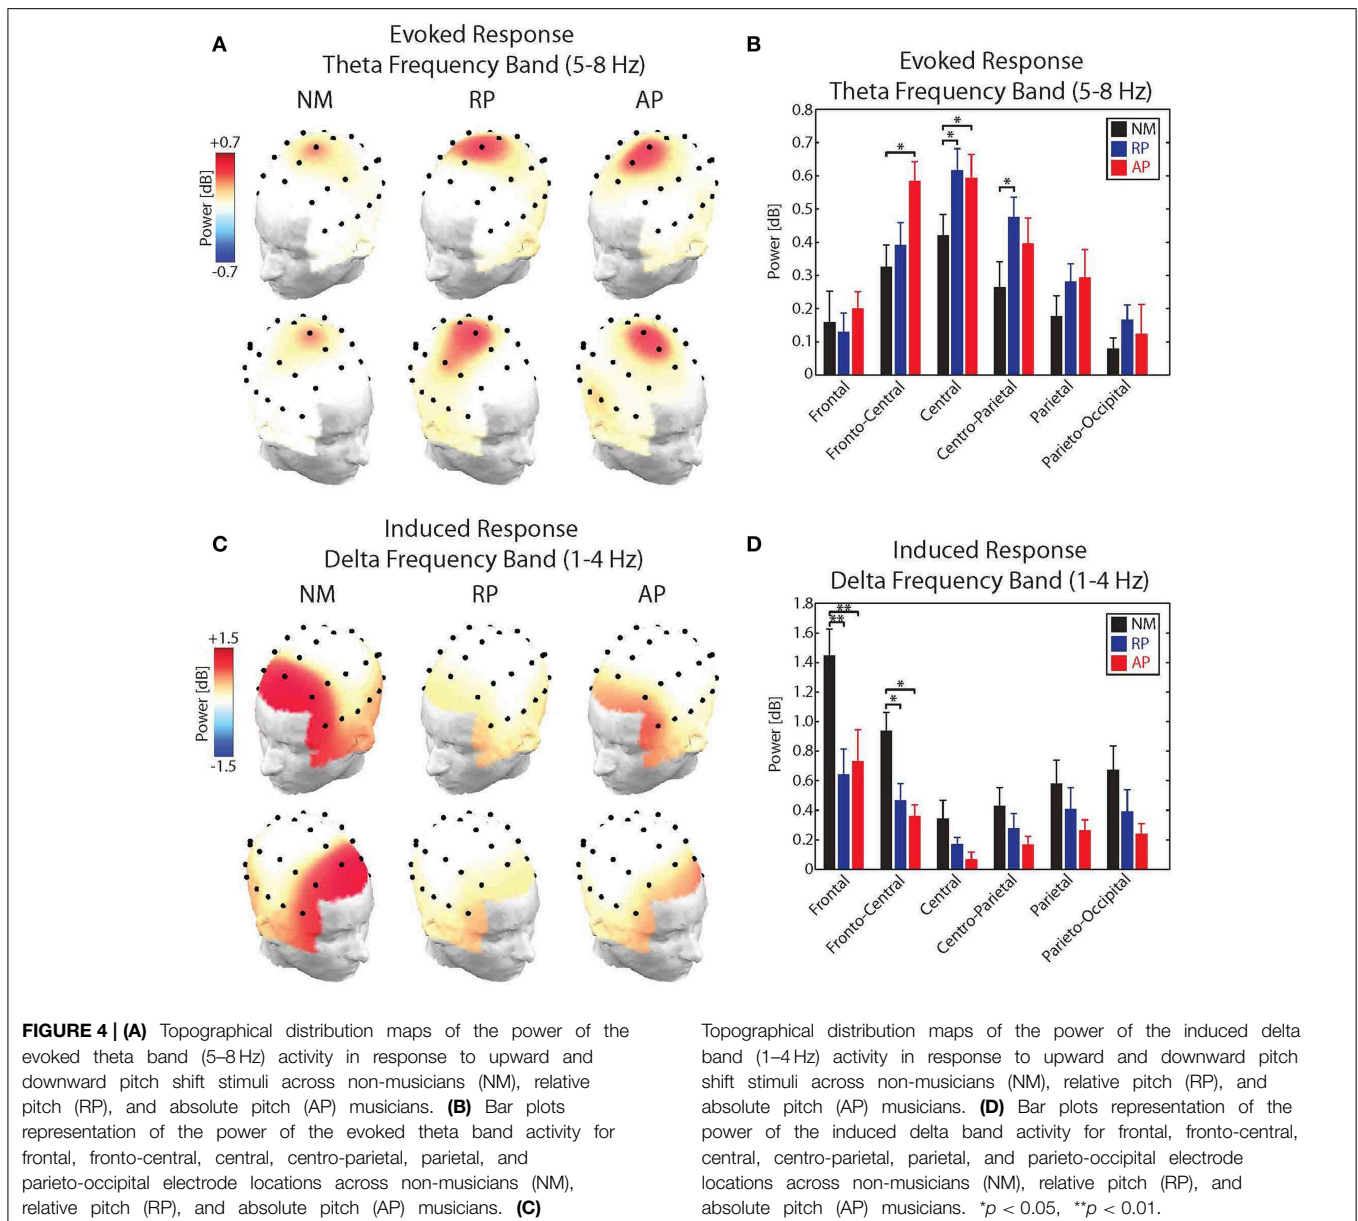 A
Evoked Response
Theta Frequency Band (5-8 Hz)
NM RP AP
+0.7
Power [dB]
-0.7
B
Evoked Response
Theta Frequency Band (5-8 Hz)
0.8
0.7
0.6
0.5
0.4
0.3
0.2
0.1
0
Power [dB]
* * * *
NM
RP
AP
Frontal
Fronto-Central
Central
Centro-Parietal
Parietal
Parieto-Occipital
C
Induced Response
Delta Frequency Band (1-4 Hz)
NM RP AP
+1.5
Power [dB]
-1.5
D
Induced Response
Delta Frequency Band (1-4 Hz)
1.8
1.6
1.4
1.2
1.0
0.8
0.6
0.4
0.2
0
Power [dB]
**
**
*
*
NM
RP
AP
Frontal
Fronto-Central
Central
Centro-Parietal
Parietal
Parieto-Occipital
FIGURE 4 | (A) Topographical distribution maps of the power of the
evoked theta band (5–8 Hz) activity in response to upward and
downward pitch shift stimuli across non-musicians (NM), relative
pitch (RP), and absolute pitch (AP) musicians. (B) Bar plots
representation of the power of the evoked theta band activity for
frontal, fronto-central, central, centro-parietal, parietal, and
parieto-occipital electrode locations across non-musicians (NM),
relative pitch (RP), and absolute pitch (AP) musicians. (C)
Topographical distribution maps of the power of the induced delta
band (1–4 Hz) activity in response to upward and downward pitch
shift stimuli across non-musicians (NM), relative pitch (RP), and
absolute pitch (AP) musicians. (D) Bar plots representation of the
power of the induced delta band activity for frontal, fronto-central,
central, centro-parietal, parietal, and parieto-occipital electrode
locations across non-musicians (NM), relative pitch (RP), and
absolute pitch (AP) musicians. *p < 0.05, **p < 0.01.